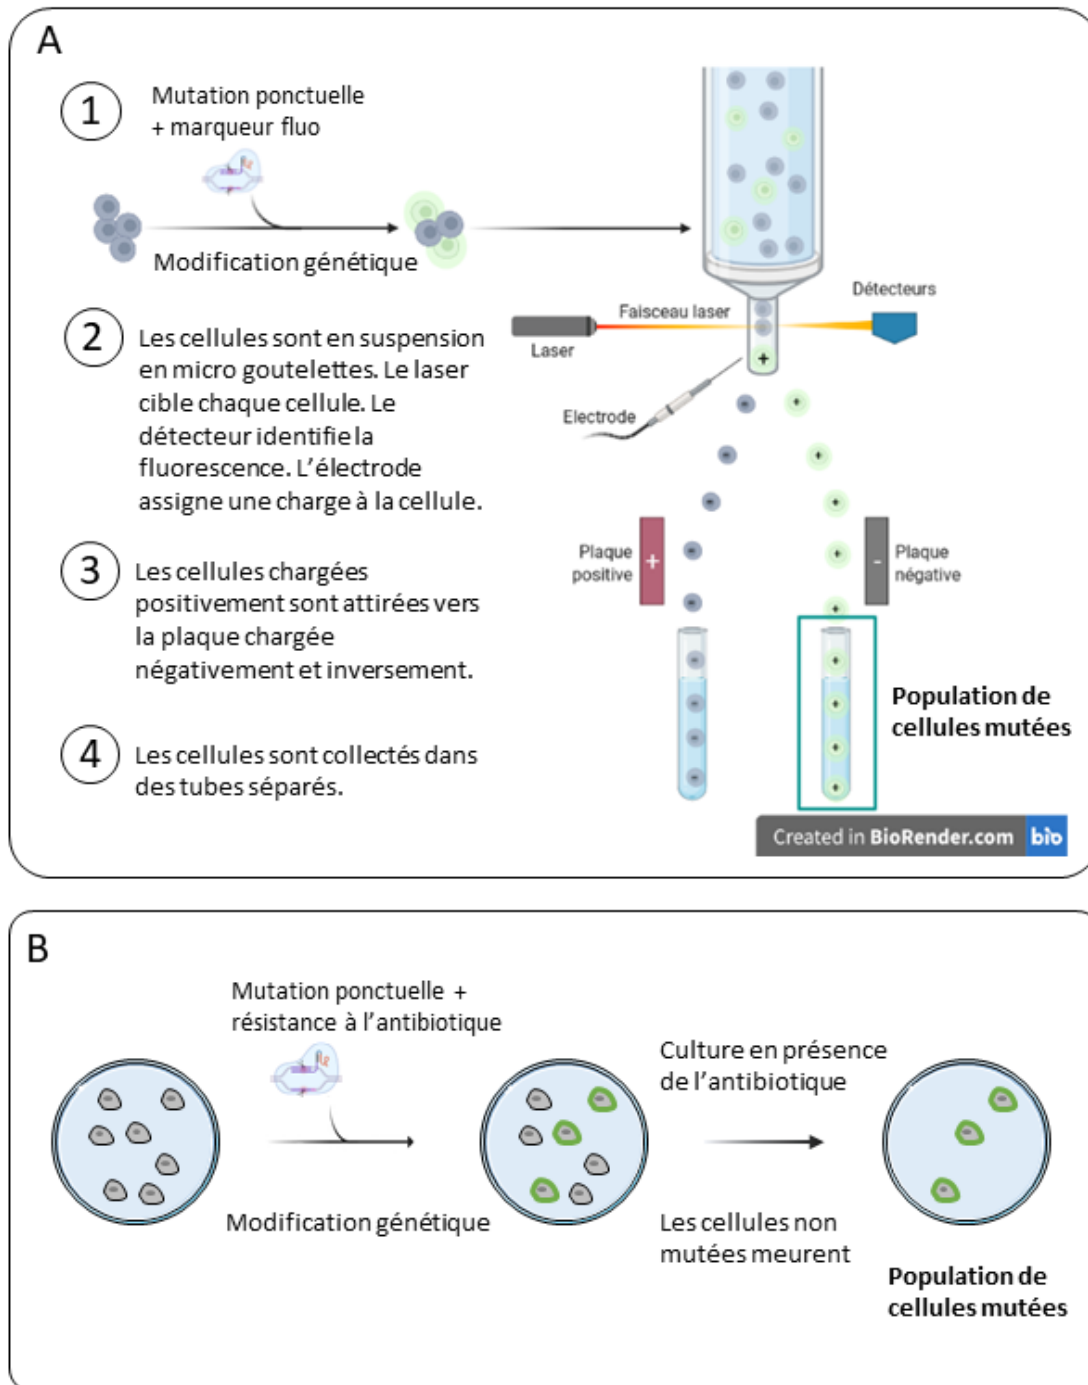 A
1
Mutation ponctuelle
+ marqueur fluo
Modification génétique
2
Les cellules sont en suspension
en micro goutelettes. Le laser
cible chaque cellule. Le
détecteur identifie la
fluorescence. L'électrode
assigne une charge à la cellule.
Faisceau laser
Détecteurs
Laser
+
Electrode
3
Les cellules chargées
positivement sont attirées vers
la plaque chargée
négativement et inversement.
Plaque
positive
+
-
Plaque
négative
Population de
cellules mutées
4
Les cellules sont collectés dans
des tubes séparés.
Created in BioRender.com bio
B
Mutation ponctuelle +
résistance à l'antibiotique
Modification génétique
Culture en présence
de l'antibiotique
Les cellules non
mutées meurent
Population de
cellules mutées